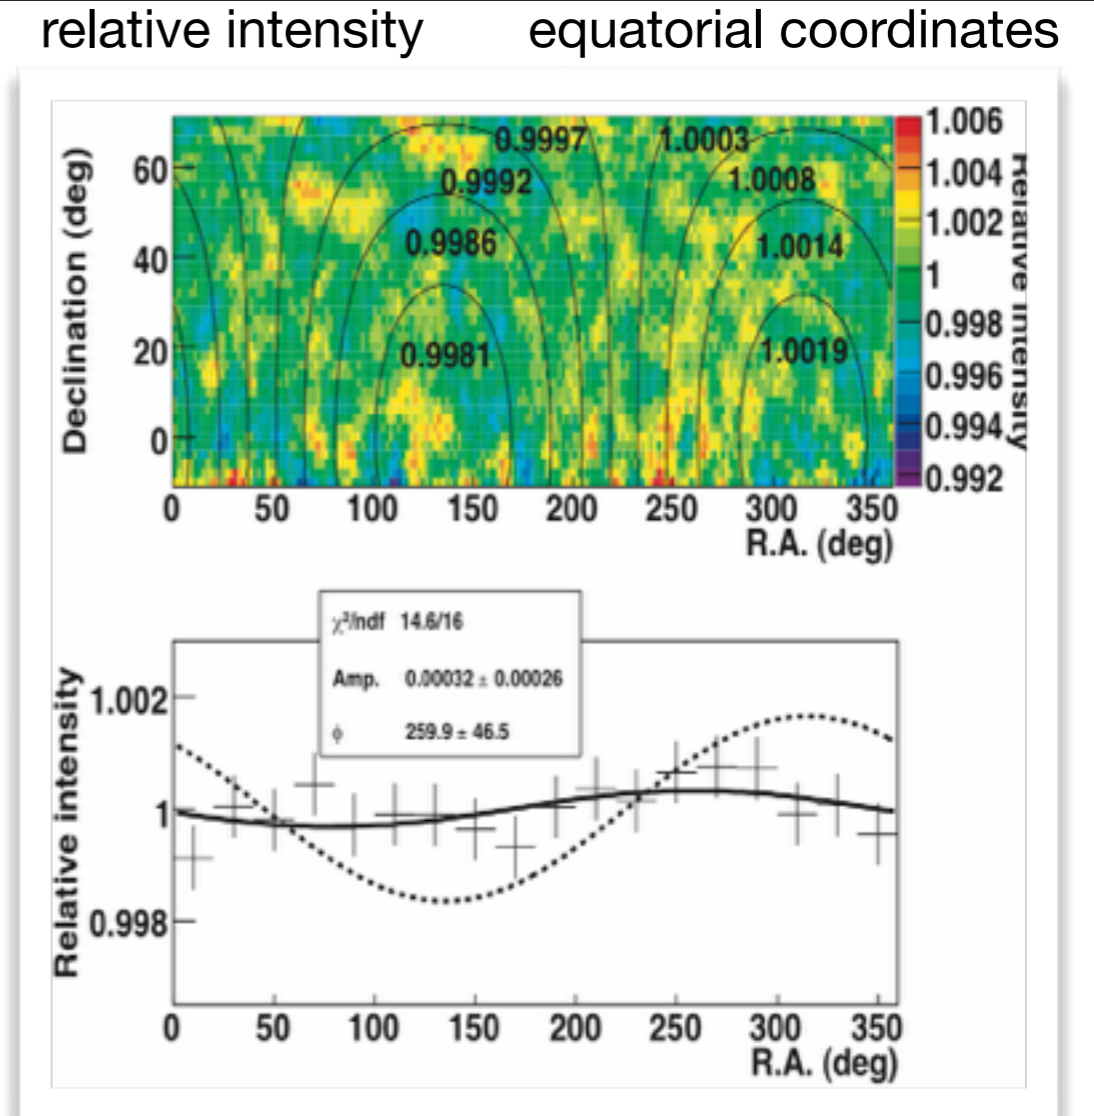 relative intensity equatorial coordinates
Declination (deg)
60
40
20
0
0.9997
1.0003
0.9992
1.0008
0.9986
1.0014
0.9981
1.0019
0 50 100 150 200 250 300 350
R.A. (deg)
1.006
1.004
1.002
1
0.998
0.996
0.994
0.992
Relative Intensity
χ²/ndf 14.6/16
Amp. 0.00032 ± 0.00026
ϕ 259.9 ± 46.5
Relative intensity
1.002
1
0.998
0 50 100 150 200 250 300 350
R.A. (deg)